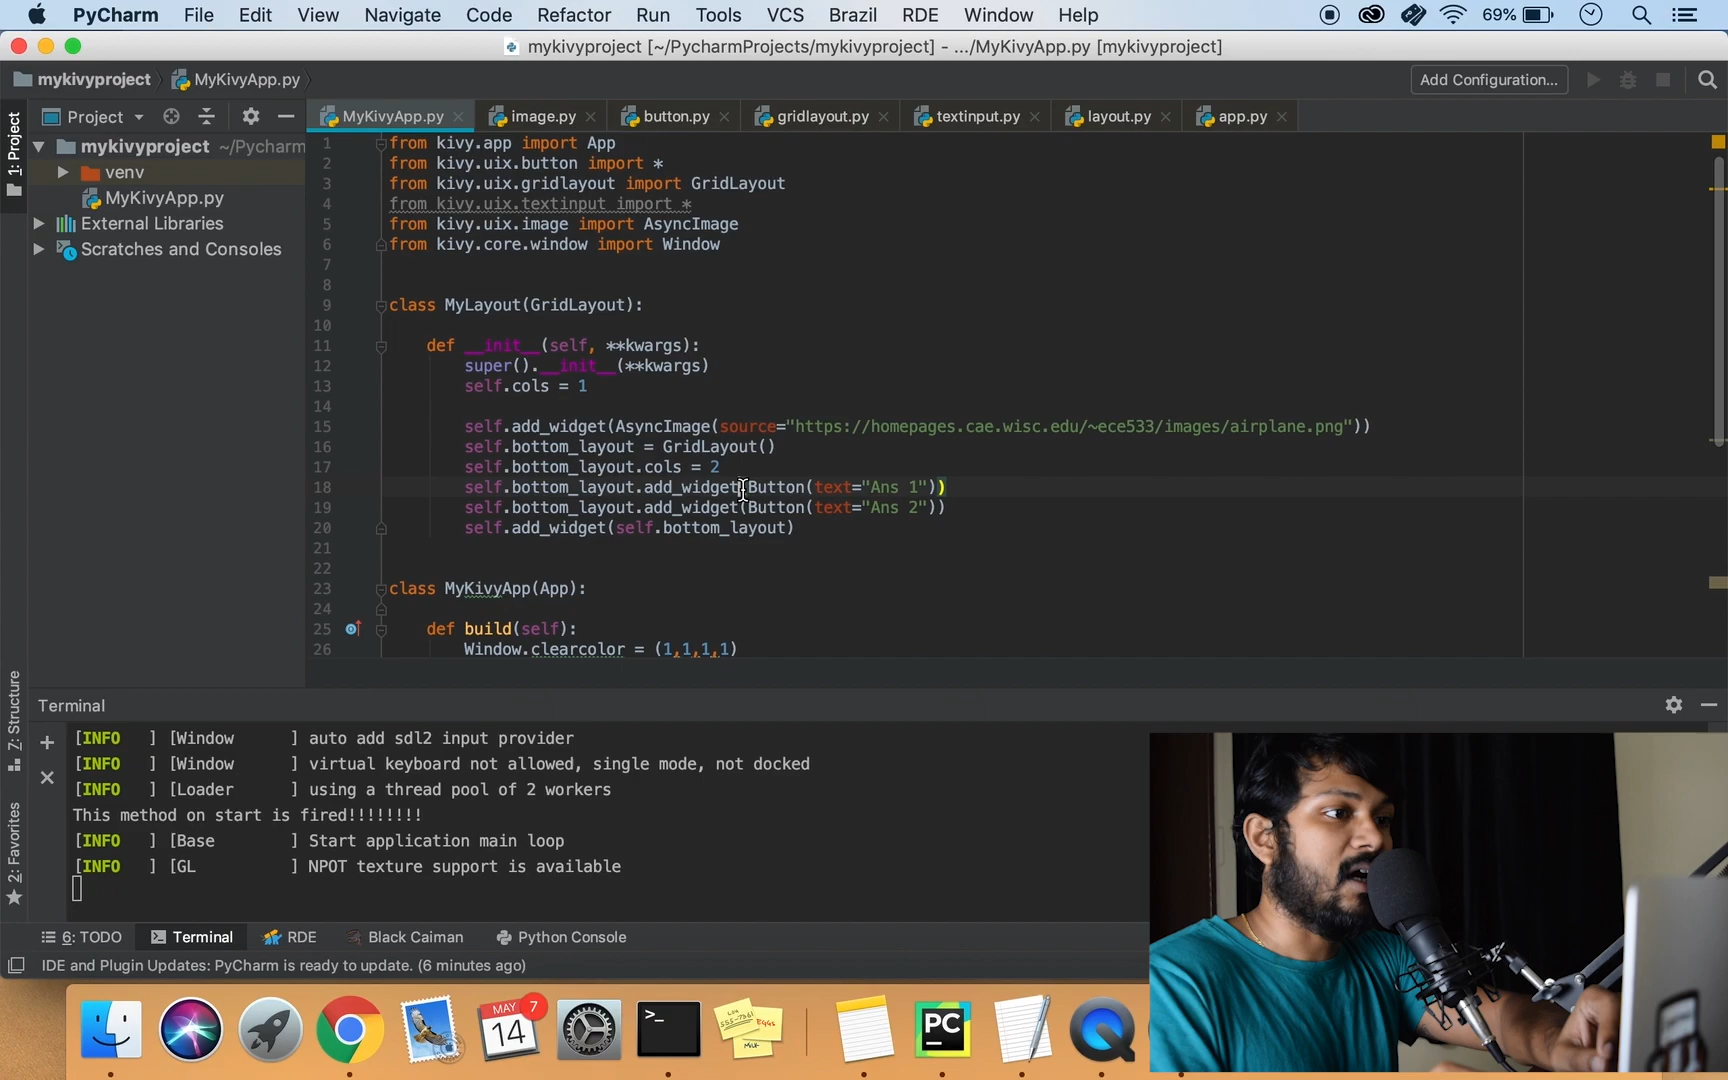 PyCharm File Edit View Navigate Code Refactor Run Tools VCS Brazil RDE Window Help 69%
mykivyproject [~/PycharmProjects/mykivyproject] - .../MyKivyApp.py [mykivyproject]
mykivyproject MyKivyApp.py Add Configuration...
Project MyKivyApp.py image.py button.py gridlayout.py textinput.py layout.py app.py
1: Project
mykivyproject ~/Pycharm
venv
MyKivyApp.py
External Libraries
Scratches and Consoles
1 from kivy.app import App
2 from kivy.uix.button import *
3 from kivy.uix.gridlayout import GridLayout
4 from kivy.uix.textinput import *
5 from kivy.uix.image import AsyncImage
6 from kivy.core.window import Window
7
8
9 class MyLayout(GridLayout):
10
11 def __init__(self, **kwargs):
12 super().__init__(**kwargs)
13 self.cols = 1
14
15 self.add_widget(AsyncImage(source="https://homepages.cae.wisc.edu/~ece533/images/airplane.png"))
16 self.bottom_layout = GridLayout()
17 self.bottom_layout.cols = 2
18 self.bottom_layout.add_widget(Button(text="Ans 1"))
19 self.bottom_layout.add_widget(Button(text="Ans 2"))
20 self.add_widget(self.bottom_layout)
21
22
23 class MyKivyApp(App):
24
25 def build(self):
26 Window.clearcolor = (1,1,1,1)
7: Structure
2: Favorites
Terminal
[INFO ] [Window ] auto add sdl2 input provider
[INFO ] [Window ] virtual keyboard not allowed, single mode, not docked
[INFO ] [Loader ] using a thread pool of 2 workers
This method on start is fired!!!!!!!!
[INFO ] [Base ] Start application main loop
[INFO ] [GL ] NPOT texture support is available
6: TODO Terminal RDE Black Caiman Python Console
IDE and Plugin Updates: PyCharm is ready to update. (6 minutes ago)
MAY 7
14
>_
EGGS
MILK
PC